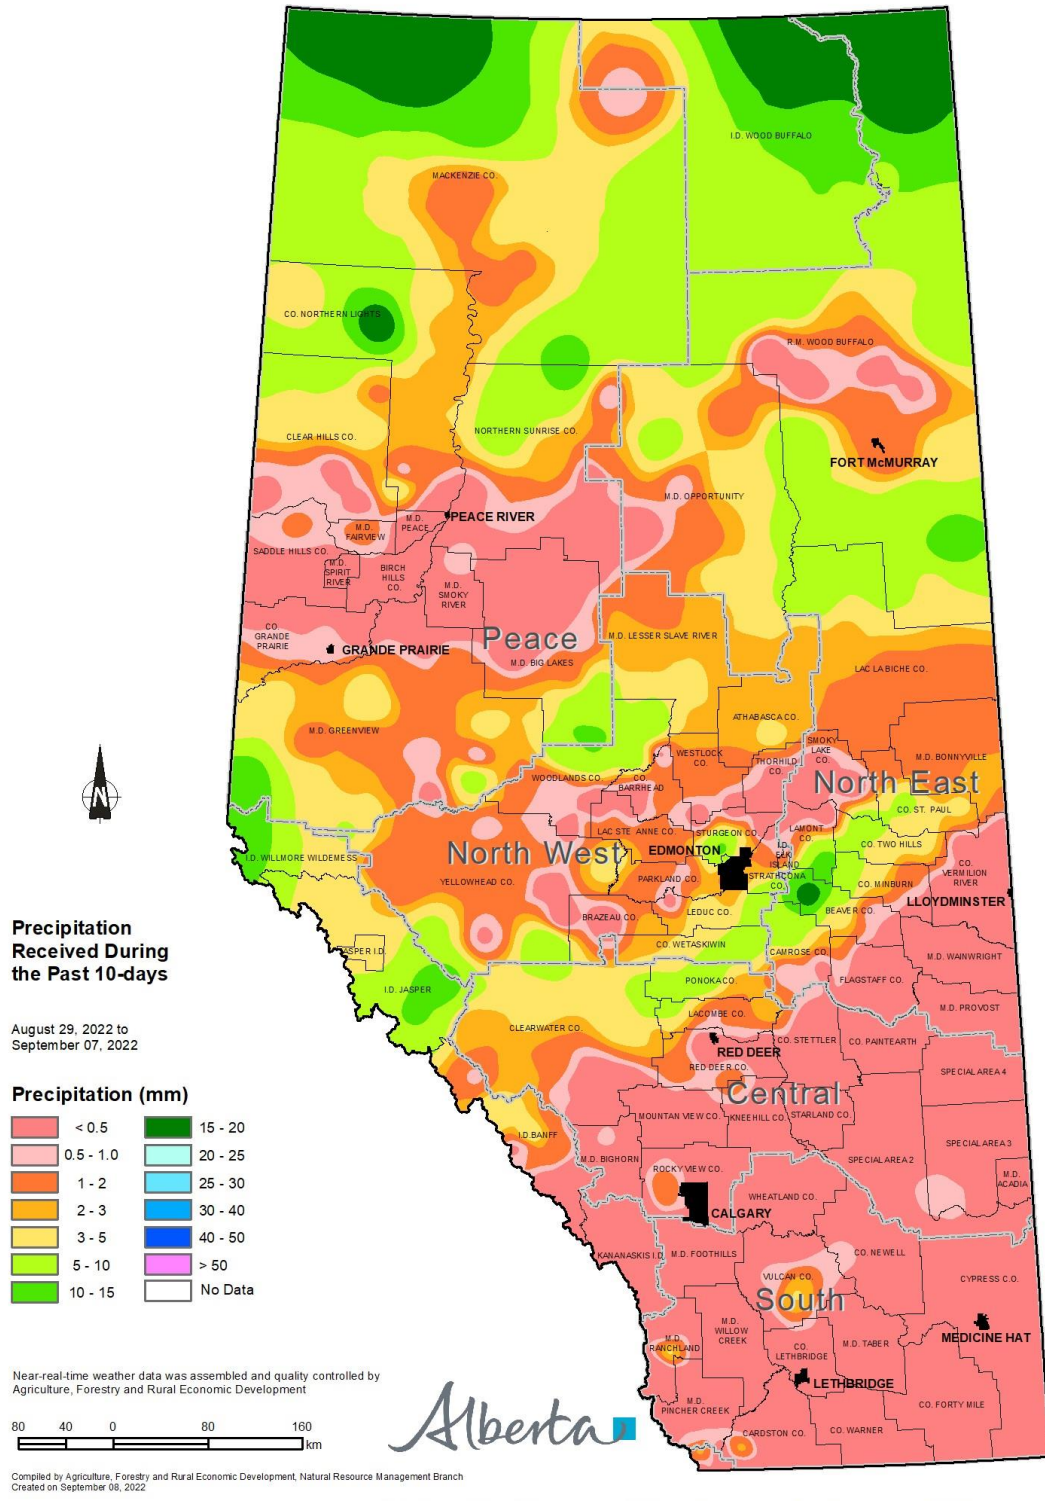 I.D. WOOD BUFFALO
MACKENZIE CO.
CO. NORTHERN LIGHTS
R.M. WOOD BUFFALO
CLEAR HILLS CO.
NORTHERN SUNRISE CO.
FORT McMURRAY
M.D. OPPORTUNITY
PEACE RIVER
M.D.
PEACE
M.D.
FAIRVIEW
SADDLE HILLS CO.
M.D.
SPIRIT
RIVER
BIRCH
HILLS
CO.
M.D.
SMOKY
RIVER
CO.
GRANDE
PRAIRIE
GRANDE PRAIRIE
Peace
M.D. BIG LAKES
M.D. LESSER SLAVE RIVER
LAC LA BICHE CO.
M.D. GREENVIEW
ATHABASCA CO.
WESTLOCK
CO.
THORHILD
CO.
SMOKY
LAKE
CO.
M.D. BONNYVILLE
North East
WOODLANDS CO.
CO.
BARRHEAD
CO. ST. PAUL
LAC STE ANNE CO.
STURGEON CO.
LAMONT
CO.
CO. TWO HILLS
I.D. WILLMORE WILDERNESS
North West
EDMONTON
I.D.
ELK
ISLAND
STRATHCONA
CO.
CO.
VERMILION
RIVER
YELLOWHEAD CO.
PARKLAND CO.
CO. MINBURN
LLOYDMINSTER
BRAZEAU CO.
LEDUC CO.
BEAVER CO.
CO. WETASKIWIN
CAMROSE CO.
M.D. WAINWRIGHT
JASPER I.D.
I.D. JASPER
PONOKA CO.
FLAGSTAFF CO.
M.D. PROVOST
LACOMBE CO.
CLEARWATER CO.
RED DEER
CO. STETTLER
CO. PAINTEARTH
RED DEER CO.
SPECIAL AREA 4
Central
MOUNTAIN VIEW CO.
KNEEHILL CO.
STARLAND CO.
I.D. BANFF
SPECIAL AREA 3
M.D. BIGHORN
ROCKY VIEW CO.
SPECIAL AREA 2
M.D.
ACADIA
WHEATLAND CO.
CALGARY
KANANASKIS I.D.
M.D. FOOTHILLS
CO. NEWELL
VULCAN CO.
CYPRESS C.O.
South
M.D.
WILLOW
CREEK
M.D.
RANCHLAND
CO.
LETHBRIDGE
M.D. TABER
MEDICINE HAT
LETHBRIDGE
M.D.
PINCHER CREEK
CO. FORTY MILE
CARDSTON CO.
CO. WARNER
N
Precipitation
Received During
the Past 10-days
August 29, 2022 to
September 07, 2022
Precipitation (mm)
< 0.5
0.5 - 1.0
1 - 2
2 - 3
3 - 5
5 - 10
10 - 15
15 - 20
20 - 25
25 - 30
30 - 40
40 - 50
> 50
No Data
Near-real-time weather data was assembled and quality controlled by
Agriculture, Forestry and Rural Economic Development
80 40 0 80 160
km
Alberta
Compiled by Agriculture, Forestry and Rural Economic Development, Natural Resource Management Branch
Created on September 08, 2022